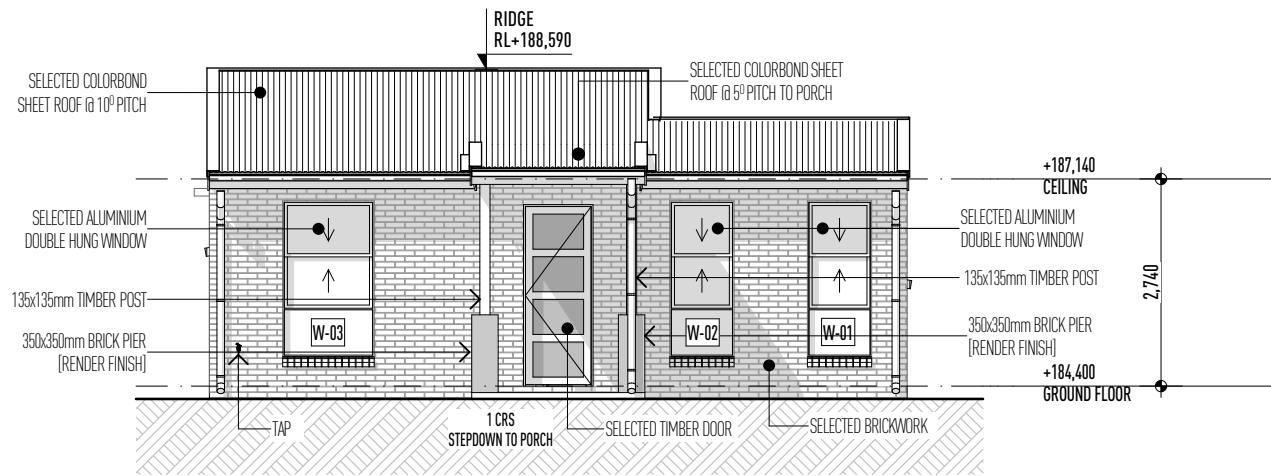 RIDGE
RL+188,590
SELECTED COLORBOND
SHEET ROOF @ 10⁰ PITCH
SELECTED COLORBOND SHEET
ROOF @ 5⁰ PITCH TO PORCH
+187,140
CEILING
SELECTED ALUMINIUM
DOUBLE HUNG WINDOW
SELECTED ALUMINIUM
DOUBLE HUNG WINDOW
135x135mm TIMBER POST
135x135mm TIMBER POST
2,740
350x350mm BRICK PIER
[RENDER FINISH]
W-03
W-02
W-01
350x350mm BRICK PIER
[RENDER FINISH]
+184,400
GROUND FLOOR
TAP
1 CRS
STEPDOWN TO PORCH
SELECTED TIMBER DOOR
SELECTED BRICKWORK